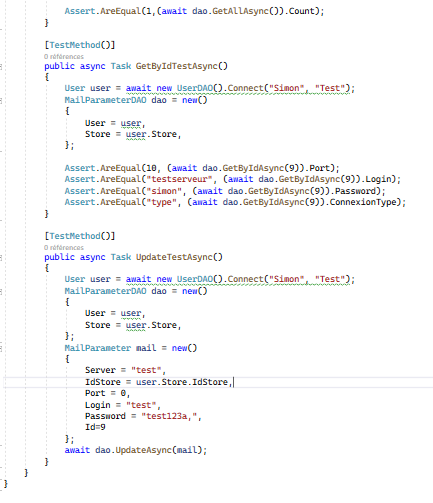 Assert.AreEqual(1,(await dao.GetAllAsync()).Count);
}
[TestMethod()]
0 références
public async Task GetByIdTestAsync()
{
User user = await new UserDAO().Connect("Simon", "Test");
MailParameterDAO dao = new()
{
User = user,
Store = user.Store,
};
Assert.AreEqual(10, (await dao.GetByIdAsync(9)).Port);
Assert.AreEqual("testserveur", (await dao.GetByIdAsync(9)).Login);
Assert.AreEqual("simon", (await dao.GetByIdAsync(9)).Password);
Assert.AreEqual("type", (await dao.GetByIdAsync(9)).ConnexionType);
}
[TestMethod()]
0 références
public async Task UpdateTestAsync()
{
User user = await new UserDAO().Connect("Simon", "Test");
MailParameterDAO dao = new()
{
User = user,
Store = user.Store,
};
MailParameter mail = new()
{
Server = "test",
IdStore = user.Store.IdStore,
Port = 0,
Login = "test",
Password = "test123a,",
Id=9
};
await dao.UpdateAsync(mail);
}
}
}